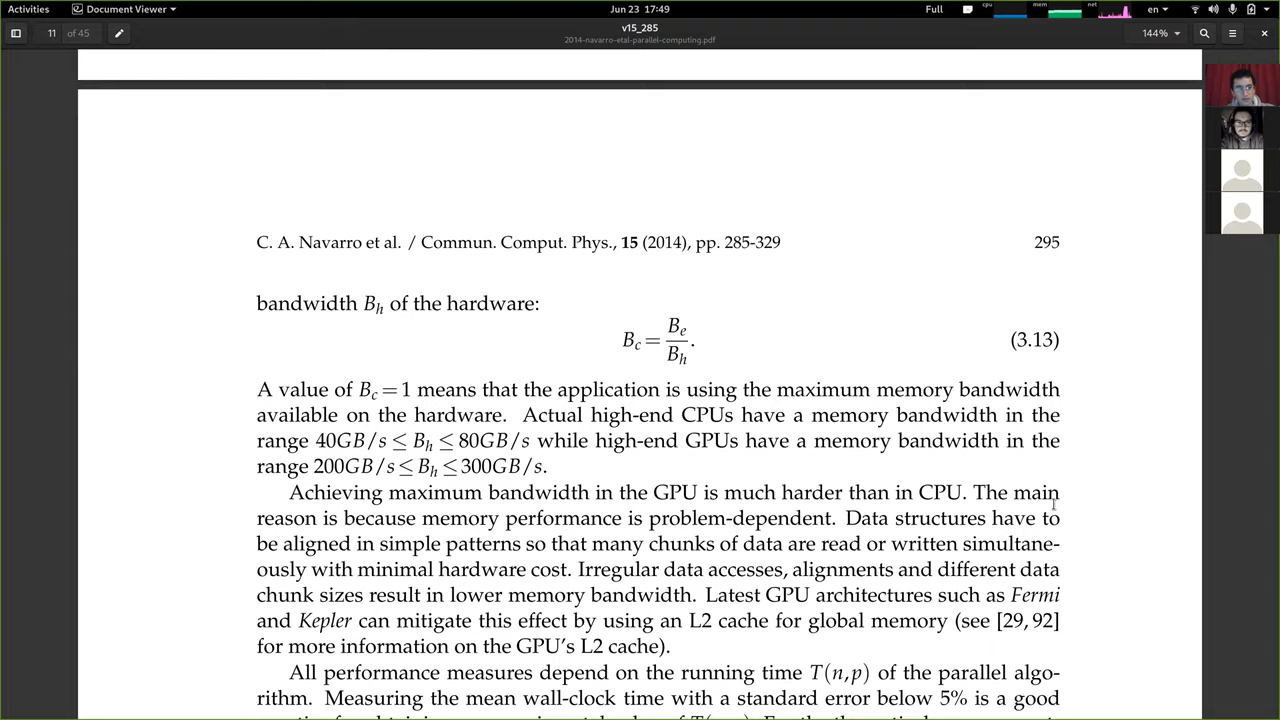 Activities
Document Viewer
Jun 23 17:49
Full
cpu
mem
net
en
11 of 45
v15_285
2014-navarro-etal-parallel-computing.pdf
144%
C. A. Navarro et al. / Commun. Comput. Phys., 15 (2014), pp. 285-329 295
bandwidth B_h of the hardware:
B_c = B_e / B_h. (3.13)
A value of B_c = 1 means that the application is using the maximum memory bandwidth
available on the hardware. Actual high-end CPUs have a memory bandwidth in the
range 40GB/s ≤ B_h ≤ 80GB/s while high-end GPUs have a memory bandwidth in the
range 200GB/s ≤ B_h ≤ 300GB/s.
Achieving maximum bandwidth in the GPU is much harder than in CPU. The main
reason is because memory performance is problem-dependent. Data structures have to
be aligned in simple patterns so that many chunks of data are read or written simultane-
ously with minimal hardware cost. Irregular data accesses, alignments and different data
chunk sizes result in lower memory bandwidth. Latest GPU architectures such as Fermi
and Kepler can mitigate this effect by using an L2 cache for global memory (see [29, 92]
for more information on the GPU's L2 cache).
All performance measures depend on the running time T(n,p) of the parallel algo-
rithm. Measuring the mean wall-clock time with a standard error below 5% is a good